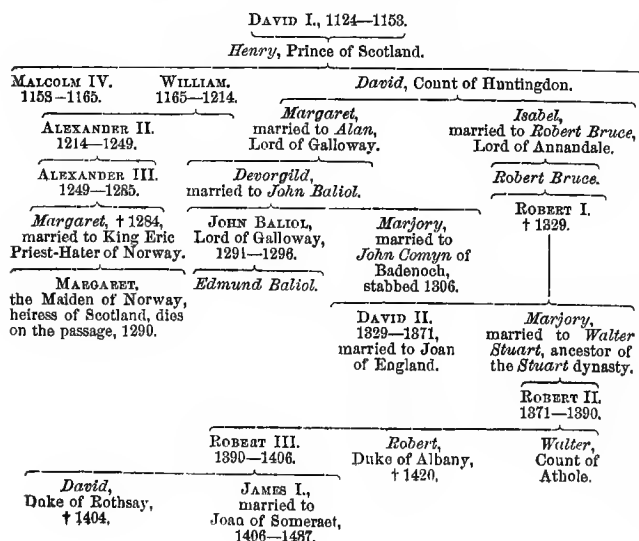 DAVID I., 1124—1153.
Henry, Prince of Scotland.
MALCOLM IV.
1153—1165.
WILLIAM.
1165—1214.
David, Count of Huntingdon.
ALEXANDER II.
1214—1249.
Margaret,
married to Alan,
Lord of Galloway.
Isabel,
married to Robert Bruce,
Lord of Annandale.
ALEXANDER III.
1249—1285.
Devorgild,
married to John Baliol.
Robert Bruce.
Margaret, † 1284,
married to King Eric
Priest-Hater of Norway.
JOHN BALIOL,
Lord of Galloway,
1291—1296.
Marjory,
married to
John Comyn of
Badenoch,
stabbed 1306.
ROBERT I.
† 1329.
MARGARET,
the Maiden of Norway,
heiress of Scotland, dies
on the passage, 1290.
Edmund Baliol.
DAVID II.
1329—1371,
married to Joan
of England.
Marjory,
married to Walter
Stuart, ancestor of
the Stuart dynasty.
ROBERT II.
1371—1390.
ROBERT III.
1390—1406.
Robert,
Duke of Albany,
† 1420.
Walter,
Count of
Athole.
David,
Duke of Rothsay,
† 1404.
JAMES I.,
married to
Joan of Somerset,
1406—1437.